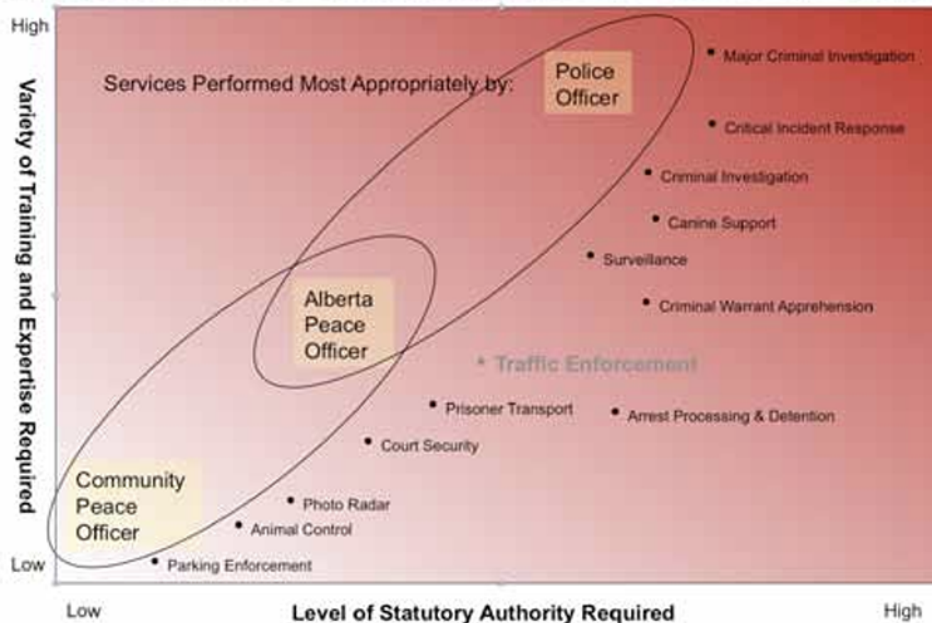 High
Variety of Training and Expertise Required
Low
Services Performed Most Appropriately by:
Police
Officer
Major Criminal Investigation
Critical Incident Response
Criminal Investigation
Canine Support
Surveillance
Criminal Warrant Apprehension
Alberta
Peace
Officer
Traffic Enforcement
Prisoner Transport
Arrest Processing & Detention
Court Security
Community
Peace
Officer
Photo Radar
Animal Control
Parking Enforcement
Low
Level of Statutory Authority Required
High